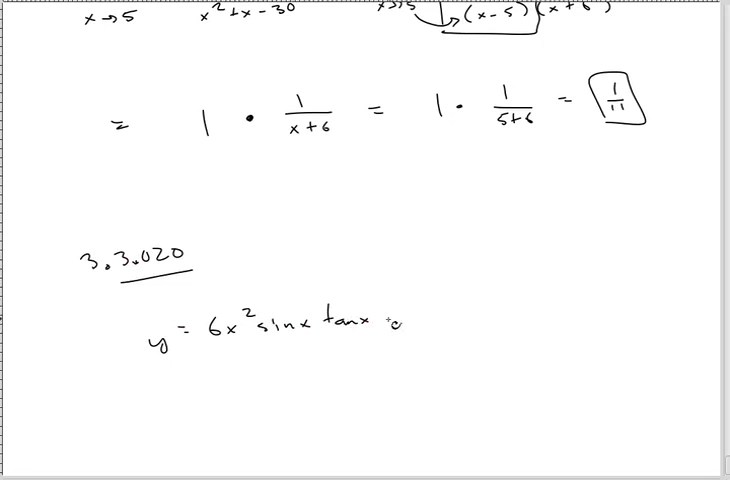 x→5 x²+x-30 x→5 (x-5)(x+6)
= 1 · 1/(x+6) = 1 · 1/(5+6) = 1/11
3.3.020
y = 6x² sinx tanx